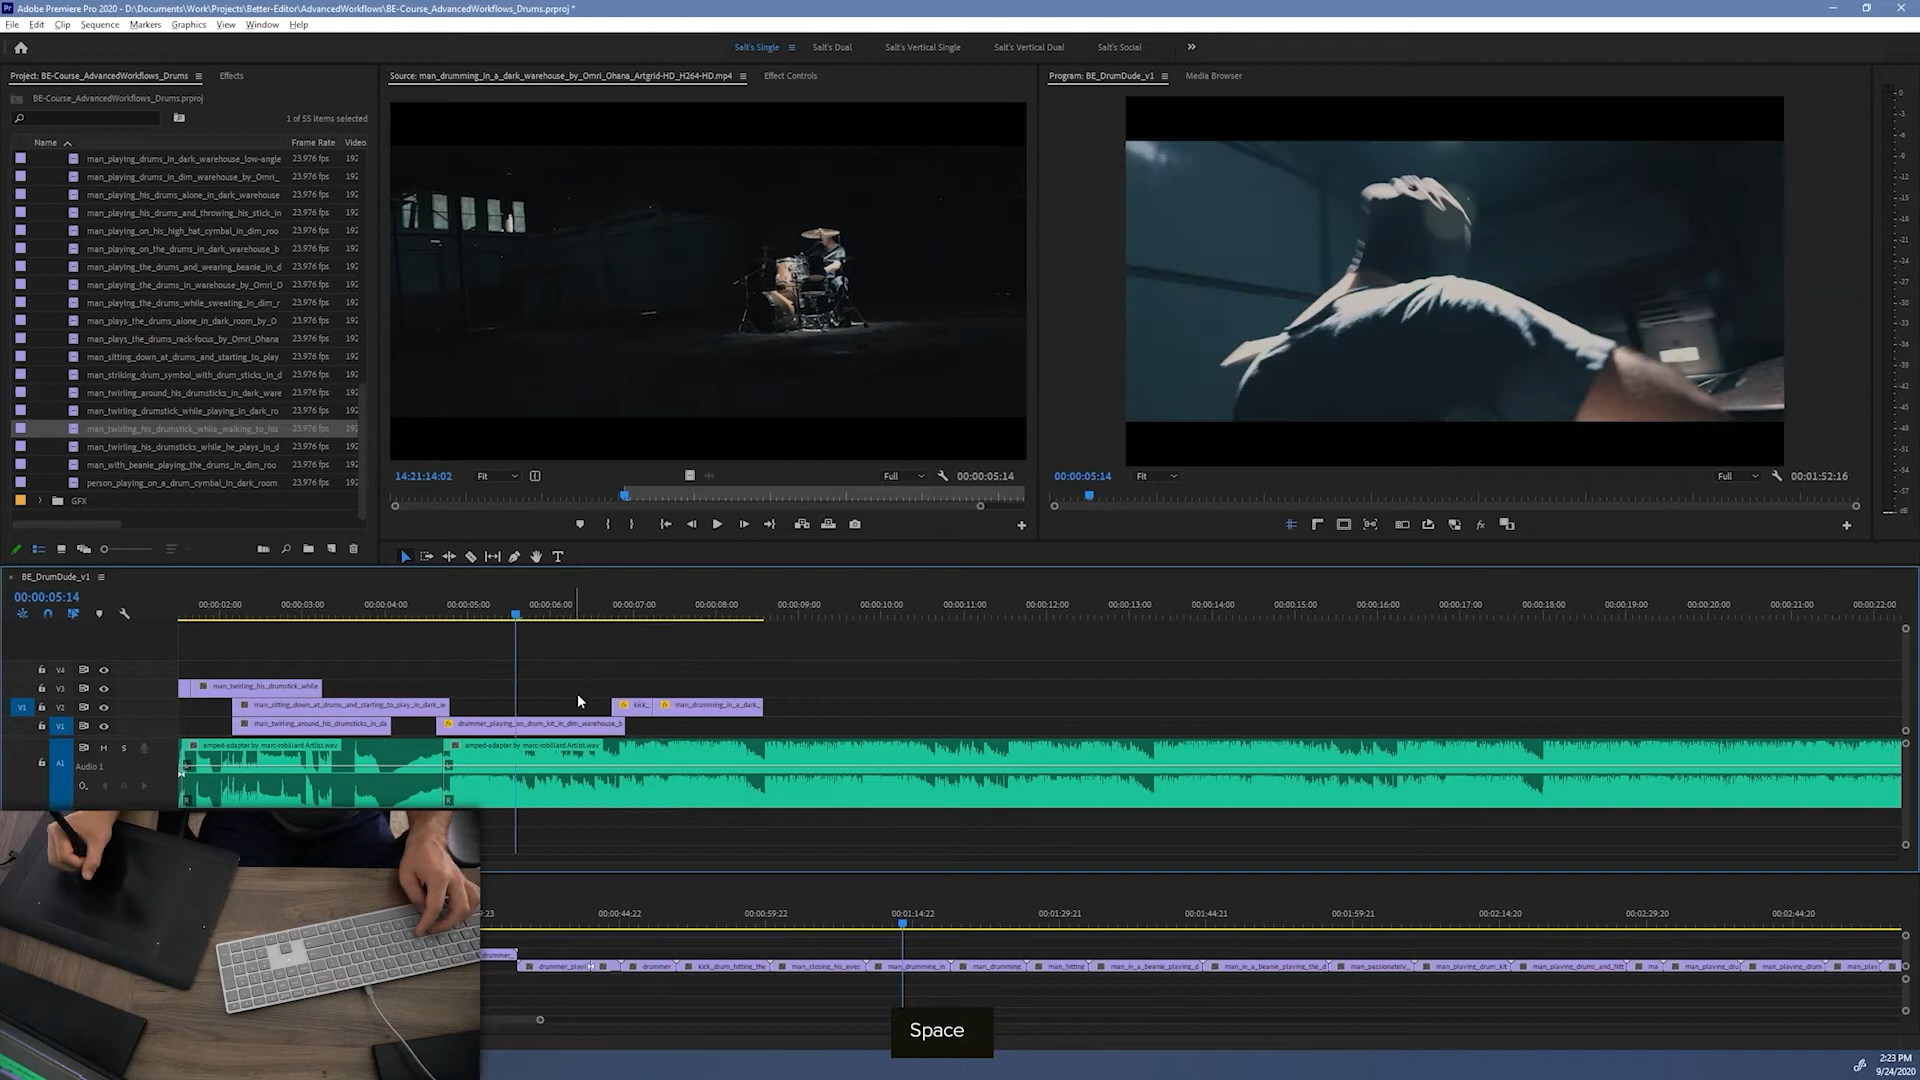 Adobe Premiere Pro 2020 - D:\Documents\Work\Projects\Better-Editor\AdvancedWorkflows\BE-Course_AdvancedWorkflows_Drums.prproj *
File Edit Clip Sequence Markers Graphics View Window Help
Salt's Single Salt's Dual Salt's Vertical Single Salt's Vertical Dual Salt's Social
Project: BE-Course_AdvancedWorkflows_Drums Effects
Source: man_drumming_in_a_dark_warehouse_by_Omri_Ohana_Artgrid-HD_H264-HD.mp4 Effect Controls
Program: BE_DrumDude_v1 Media Browser
BE-Course_AdvancedWorkflows_Drums.prproj
1 of 55 items selected
Name Frame Rate Video
man_playing_drums_in_dark_warehouse_low-angle 23.976 fps 192
man_playing_drums_in_dim_warehouse_by_Omri_ 23.976 fps 192
man_playing_his_drums_alone_in_dark_warehouse 23.976 fps 192
man_playing_his_drums_and_throwing_his_stick_in 23.976 fps 192
man_playing_on_his_high_hat_cymbal_in_dim_roo 23.976 fps 192
man_playing_on_the_drums_in_dark_warehouse_b 23.976 fps 192
man_playing_the_drums_and_wearing_beanie_in_d 23.976 fps 192
man_playing_the_drums_in_warehouse_by_Omri_O 23.976 fps 192
man_playing_the_drums_while_sweating_in_dim_r 23.976 fps 192
man_plays_the_drums_alone_in_dark_room_by_O 23.976 fps 192
man_plays_the_drums_rack-focus_by_Omri_Ohana 23.976 fps 192
man_sitting_down_at_drums_and_starting_to_play 23.976 fps 192
man_striking_drum_symbol_with_drum_sticks_in_d 23.976 fps 192
man_twirling_around_his_drumsticks_in_dark_ware 23.976 fps 192
man_twirling_drumstick_while_playing_in_dark_ro 23.976 fps 192
man_twirling_his_drumstick_while_walking_to_his 23.976 fps 192
man_twirling_his_drumsticks_while_he_plays_in_d 23.976 fps 192
man_with_beanie_playing_the_drums_in_dim_roo 23.976 fps 192
person_playing_on_a_drum_cymbal_in_dark_room 23.976 fps 192
GFX
14:21:14:02 Fit Full 00:00:05:14
00:00:05:14 Fit Full 00:01:52:16
BE_DrumDude_v1
00:00:05:14
00:00:02:00 00:00:03:00 00:00:04:00 00:00:05:00 00:00:06:00 00:00:07:00 00:00:08:00 00:00:09:00 00:00:10:00 00:00:11:00 00:00:12:00 00:00:13:00 00:00:14:00 00:00:15:00 00:00:16:00 00:00:17:00 00:00:18:00 00:00:19:00 00:00:20:00 00:00:21:00 00:00:22:00
V4
V3 man_twirling_his_drumstick_while
V1 V2 man_sitting_down_at_drums_and_starting_to_play_in_dark_w kick_ man_drumming_in_a_dark_
V1 man_twirling_around_his_drumsticks_in_da drummer_playing_on_drum_kit_in_dim_warehouse_b
amped-adapter by marc-robillard Artlist.wav amped-adapter by marc-robillard Artlist.wav
A1 M S
Audio 1
L L
R R
9:23 00:00:44:22 00:00:59:22 00:01:14:22 00:01:29:21 00:01:44:21 00:01:59:21 00:02:14:20 00:02:29:20 00:02:44:20
drummer_
drummer_playi drummer kick_drum_hitting_the man_closing_his_eyes man_drumming_in man_drumming man_hitting man_in_a_beanie_playing_d man_in_a_beanie_playing_the_d man_passionately_ man_playing_drum_kit man_playing_drums_and_hitt ma man_playing_dru man_playing_drum man_play
Space
2:23 PM
9/24/2020